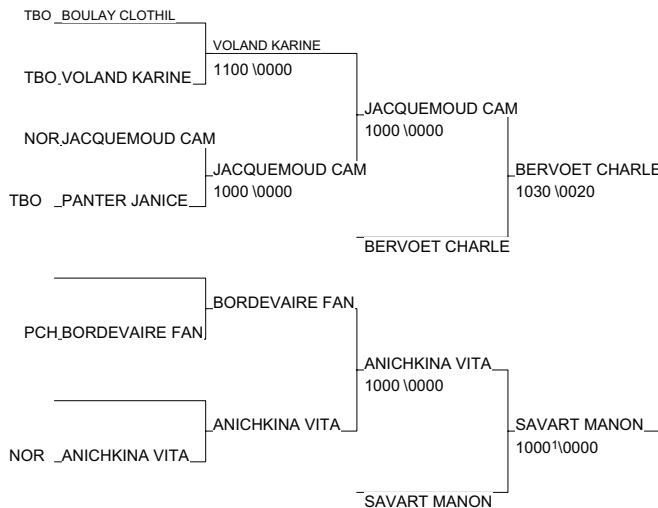 TBO BOULAY CLOTHIL
VOLAND KARINE
1100 \0000
TBO VOLAND KARINE
JACQUEMOUD CAM
1000 \0000
NOR JACQUEMOUD CAM
JACQUEMOUD CAM
1000 \0000
BERVOET CHARLE
1030 \0020
TBO PANTER JANICE
BERVOET CHARLE
BORDEVAIRE FAN
PCH BORDEVAIRE FAN
ANICHKINA VITA
1000 \0000
ANICHKINA VITA
SAVART MANON
1000¹\0000
NOR ANICHKINA VITA
SAVART MANON